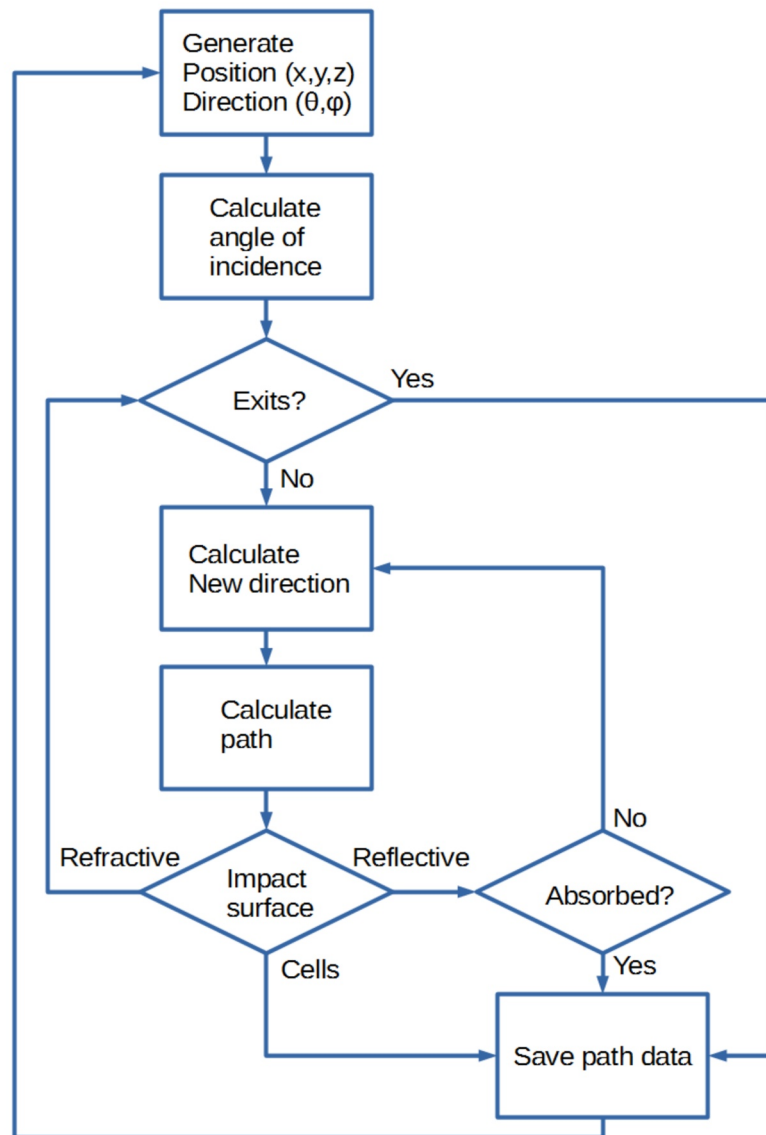 Generate
Position (x,y,z)
Direction (θ,φ)
Calculate
angle of
incidence
Exits?
Yes
No
Calculate
New direction
Calculate
path
Refractive
Impact
surface
Reflective
Absorbed?
No
Cells
Yes
Save path data